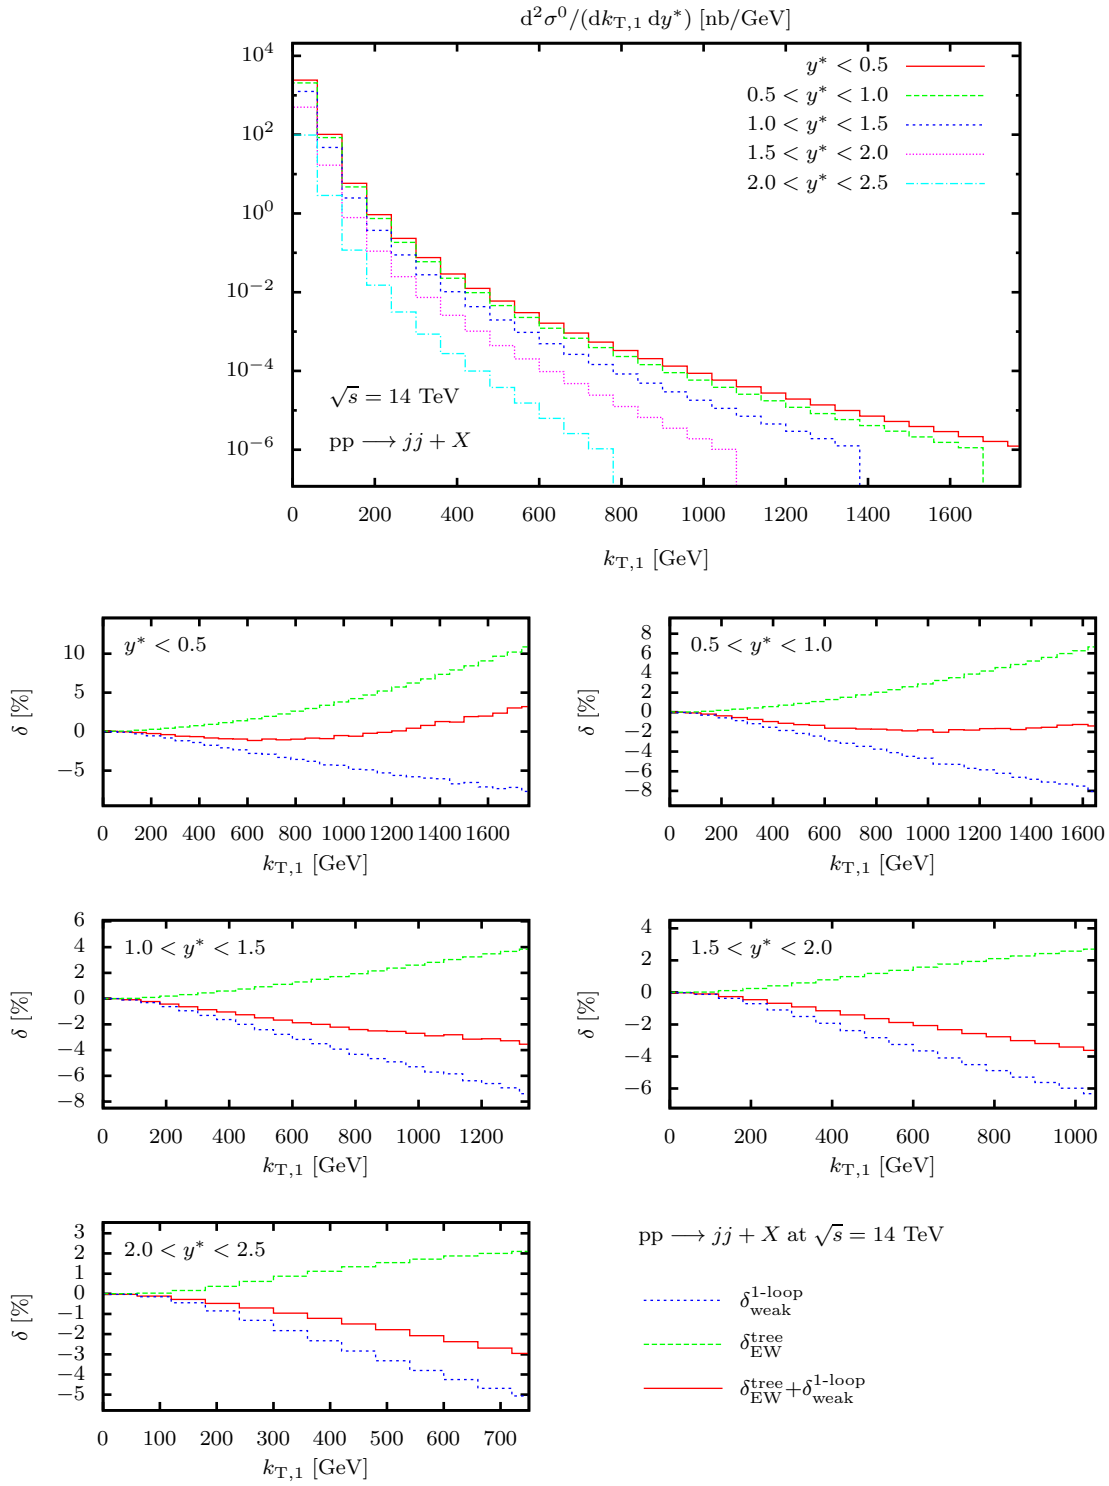 d²σ⁰/(dk_T,1 dy*) [nb/GeV]
10⁴
10²
10⁰
10⁻²
10⁻⁴
10⁻⁶
y* < 0.5
0.5 < y* < 1.0
1.0 < y* < 1.5
1.5 < y* < 2.0
2.0 < y* < 2.5
√s = 14 TeV
pp ⟶ jj + X
0 200 400 600 800 1000 1200 1400 1600
k_T,1 [GeV]
y* < 0.5
δ [%]
10
5
0
−5
0 200 400 600 800 1000 1200 1400 1600
k_T,1 [GeV]
0.5 < y* < 1.0
δ [%]
8
6
4
2
0
−2
−4
−6
−8
0 200 400 600 800 1000 1200 1400 1600
k_T,1 [GeV]
1.0 < y* < 1.5
δ [%]
6
4
2
0
−2
−4
−6
−8
0 200 400 600 800 1000 1200
k_T,1 [GeV]
1.5 < y* < 2.0
δ [%]
4
2
0
−2
−4
−6
0 200 400 600 800 1000
k_T,1 [GeV]
2.0 < y* < 2.5
δ [%]
3
2
1
0
−1
−2
−3
−4
−5
0 100 200 300 400 500 600 700
k_T,1 [GeV]
pp ⟶ jj + X at √s = 14 TeV
δ_weak^1-loop
δ_EW^tree
δ_EW^tree+δ_weak^1-loop